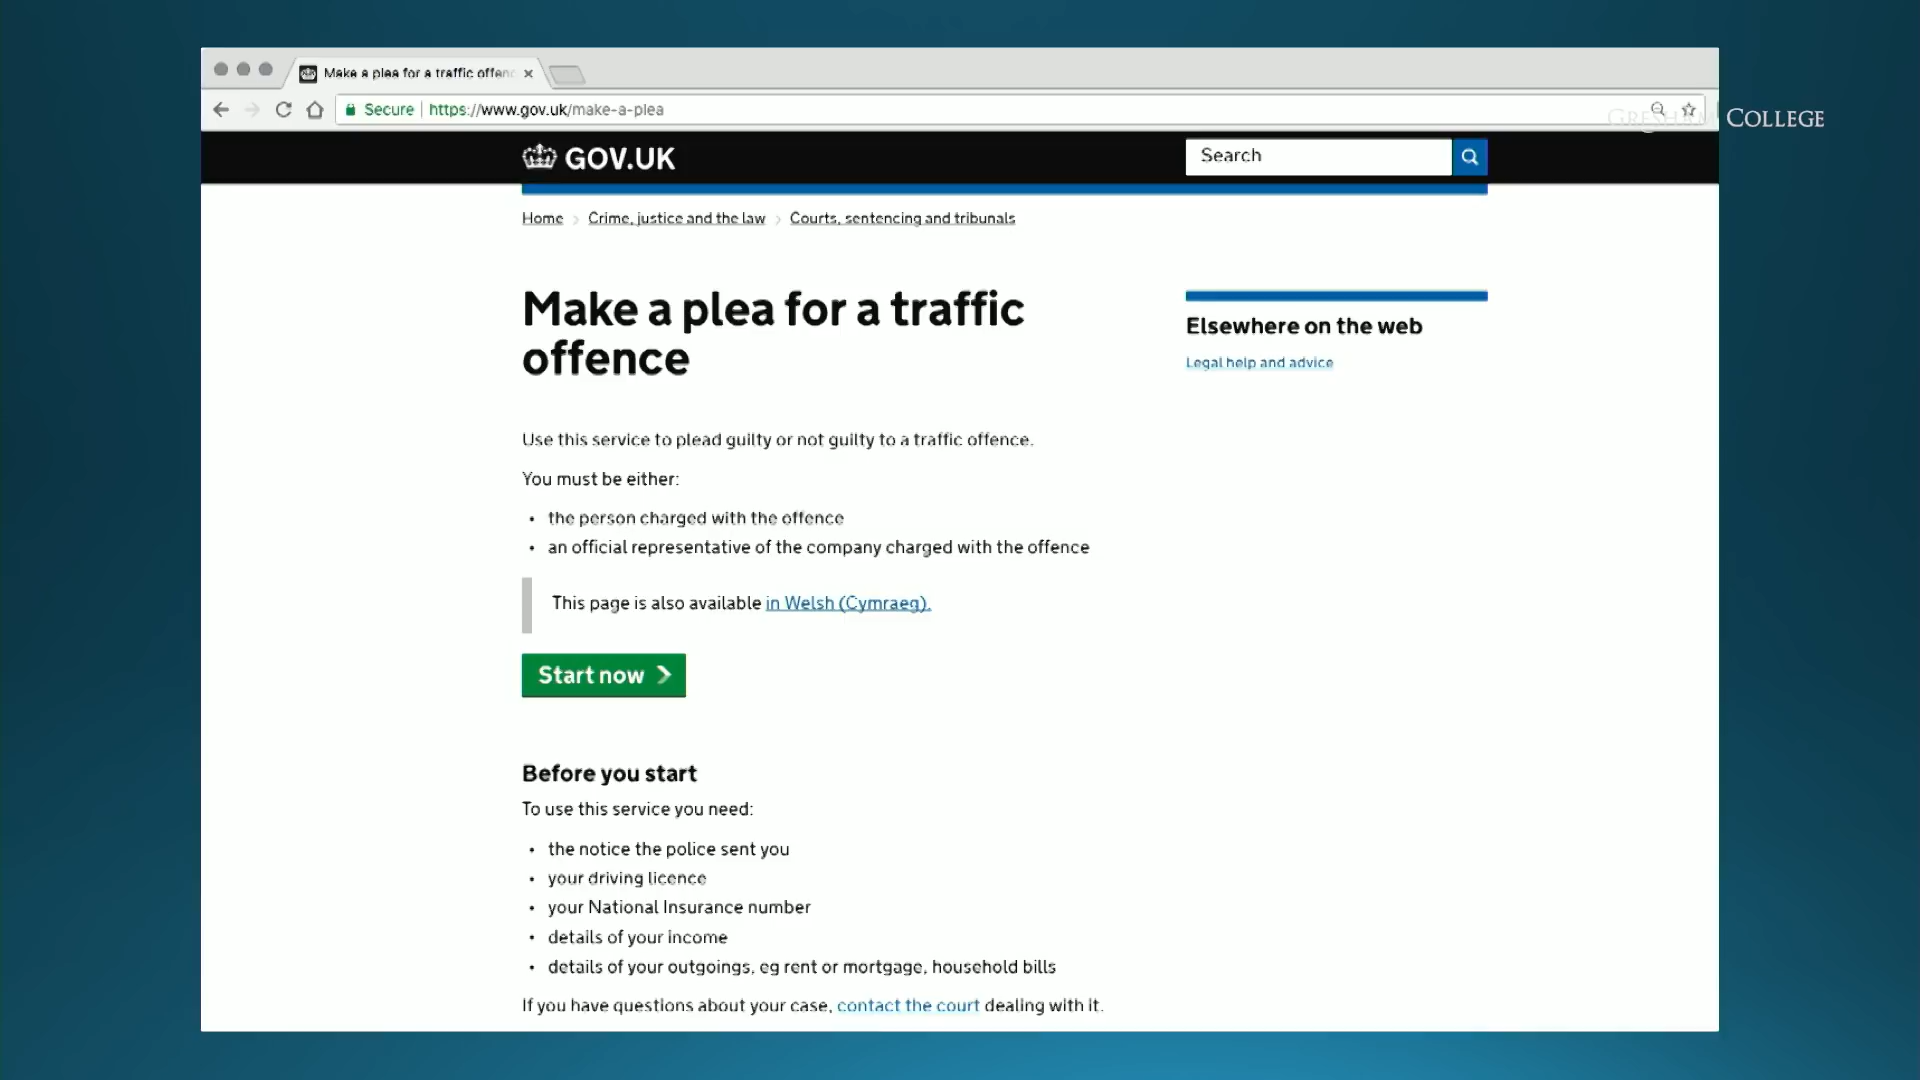 Make a plea for a traffic offenc
Secure https://www.gov.uk/make-a-plea
GRESHAM COLLEGE
GOV.UK
Search
Home
Crime, justice and the law
Courts, sentencing and tribunals
Make a plea for a traffic
offence
Elsewhere on the web
Legal help and advice
Use this service to plead guilty or not guilty to a traffic offence.
You must be either:
• the person charged with the offence
• an official representative of the company charged with the offence
This page is also available in Welsh (Cymraeg).
Start now
Before you start
To use this service you need:
• the notice the police sent you
• your driving licence
• your National Insurance number
• details of your income
• details of your outgoings, eg rent or mortgage, household bills
If you have questions about your case, contact the court dealing with it.